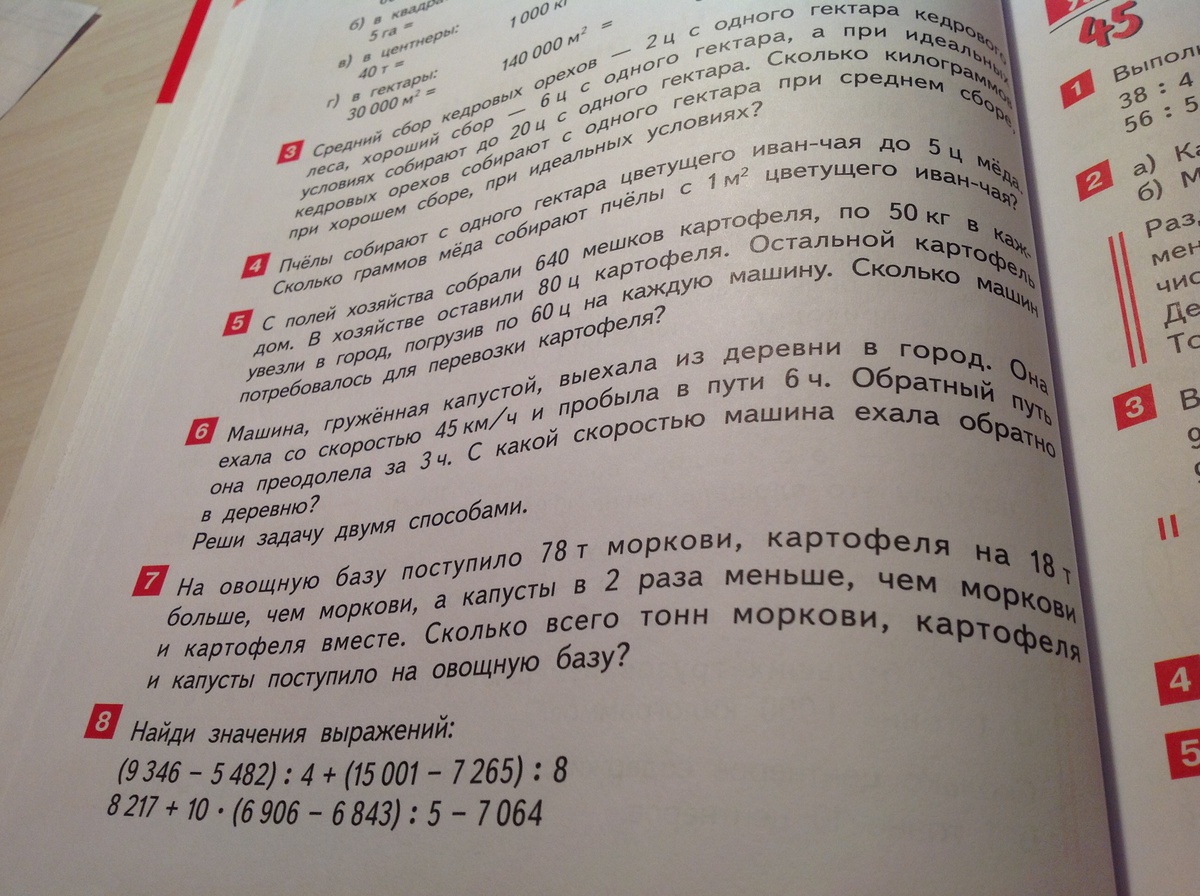 б) в квадра
5 га =
в) в центнеры:
40 т =
1 000 кг
г) в гектары:
30 000 м² =
140 000 м² =
3 Средний сбор кедровых орехов — 2 ц с одного гектара кедрового
леса, хороший сбор — 6 ц с одного гектара, а при идеальных
условиях собирают до 20 ц с одного гектара. Сколько килограммов
кедровых орехов собирают с одного гектара при среднем сборе,
при хорошем сборе, при идеальных условиях?
4 Пчёлы собирают с одного гектара цветущего иван-чая до 5 ц мёда.
Сколько граммов мёда собирают пчёлы с 1 м² цветущего иван-чая?
5 С полей хозяйства собрали 640 мешков картофеля, по 50 кг в каж-
дом. В хозяйстве оставили 80 ц картофеля. Остальной картофель
увезли в город, погрузив по 60 ц на каждую машину. Сколько машин
потребовалось для перевозки картофеля?
6 Машина, гружённая капустой, выехала из деревни в город. Она
ехала со скоростью 45 км/ч и пробыла в пути 6 ч. Обратный путь
она преодолела за 3 ч. С какой скоростью машина ехала обратно
в деревню?
Реши задачу двумя способами.
7 На овощную базу поступило 78 т моркови, картофеля на 18 т
больше, чем моркови, а капусты в 2 раза меньше, чем моркови
и картофеля вместе. Сколько всего тонн моркови, картофеля
и капусты поступило на овощную базу?
8 Найди значения выражений:
(9 346 − 5 482) : 4 + (15 001 − 7 265) : 8
8 217 + 10 · (6 906 − 6 843) : 5 − 7 064
45
1 Выполн
38 : 4
56 : 5
2 а) Ка
б) М
Разд
мен
чис
Де
То
3 В
9
9
4
5